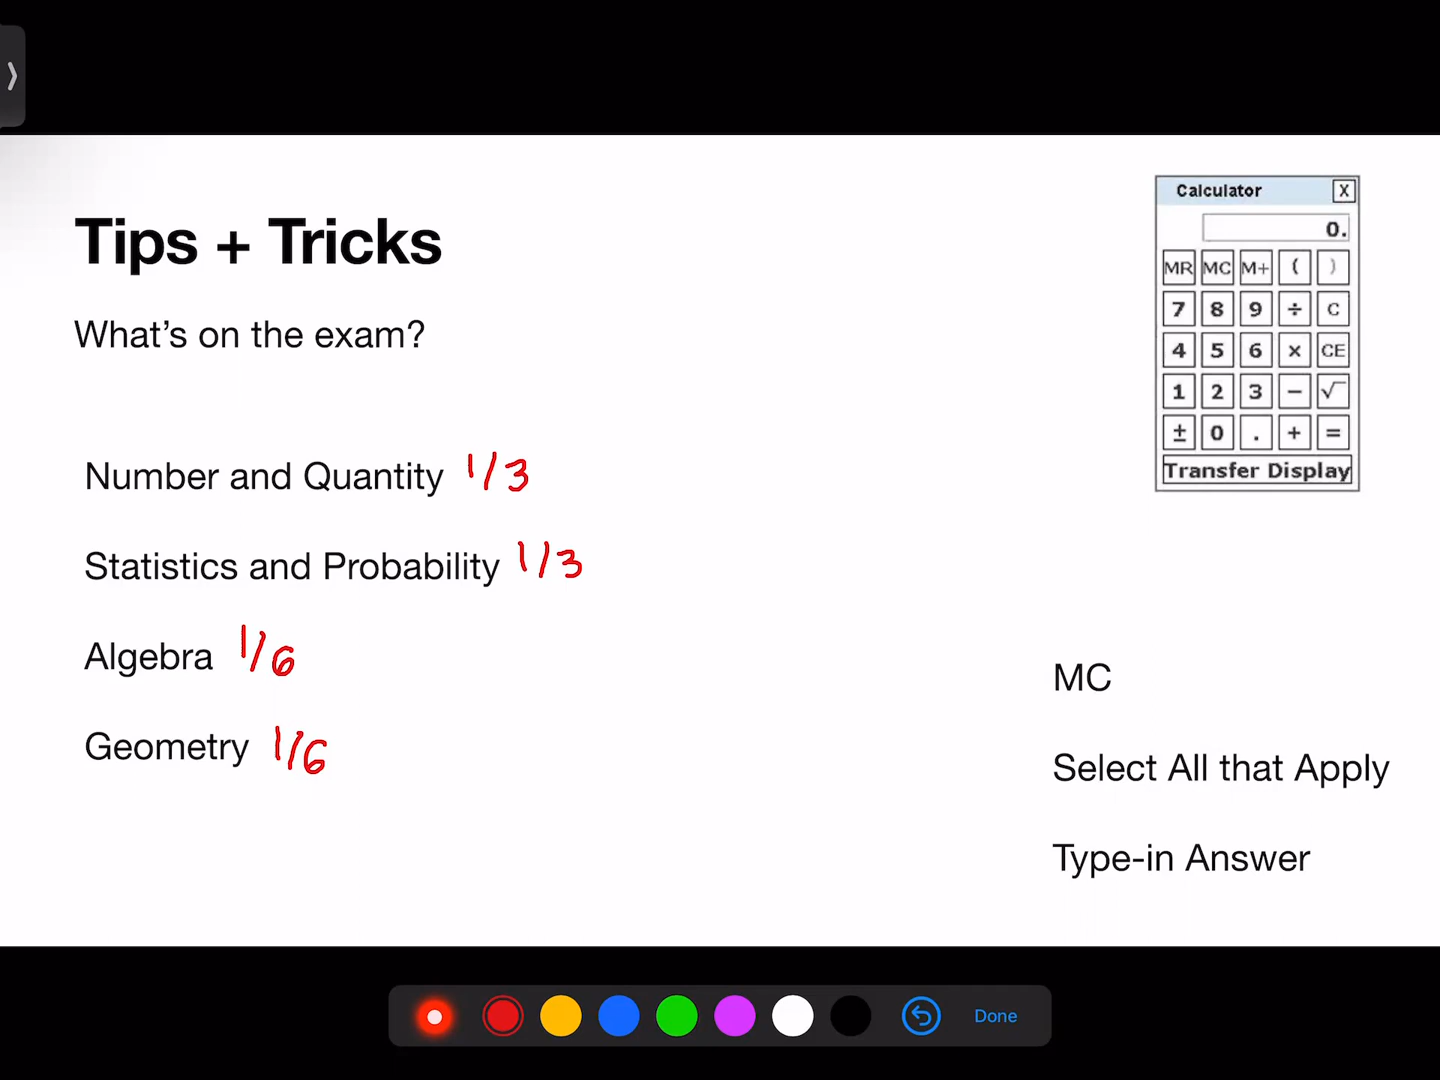 Tips + Tricks
What's on the exam?
Number and Quantity 1/3
Statistics and Probability 1/3
Algebra 1/6
Geometry 1/6
Calculator X
0.
MR MC M+ ( )
7 8 9 ÷ C
4 5 6 × CE
1 2 3 − √
± 0 . + =
Transfer Display
MC
Select All that Apply
Type-in Answer
Done